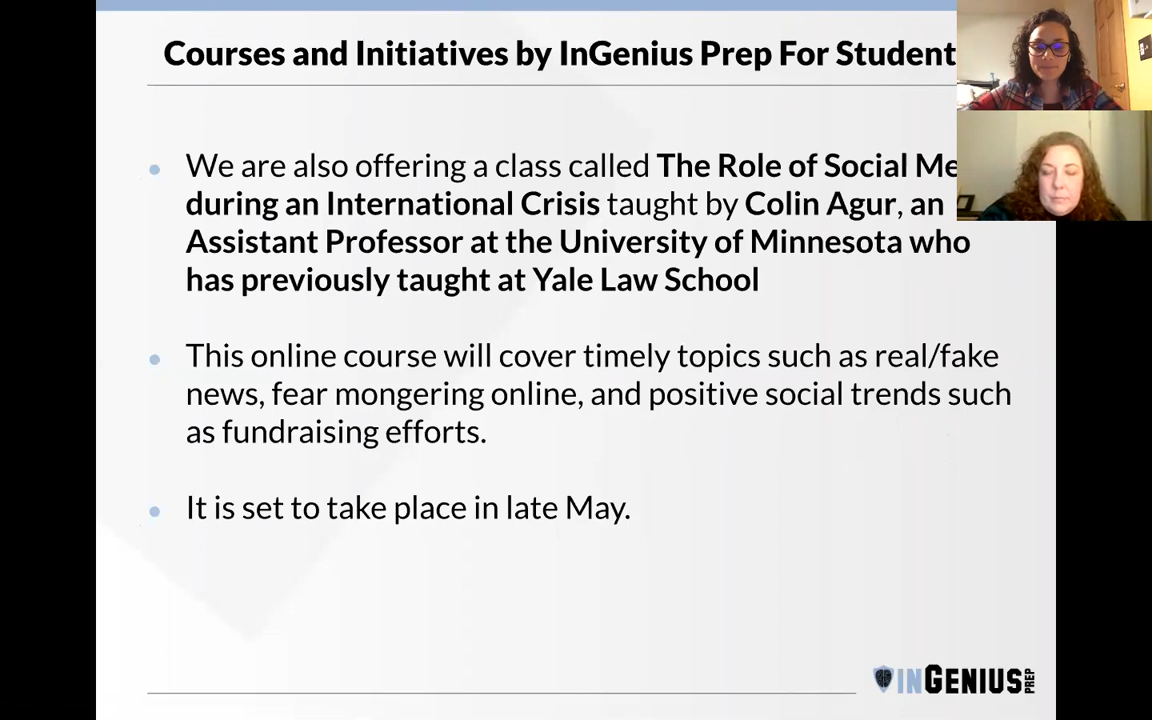 Courses and Initiatives by InGenius Prep For Student
We are also offering a class called The Role of Social Me
during an International Crisis taught by Colin Agur, an
Assistant Professor at the University of Minnesota who
has previously taught at Yale Law School
This online course will cover timely topics such as real/fake
news, fear mongering online, and positive social trends such
as fundraising efforts.
It is set to take place in late May.
INGENIUS PREP